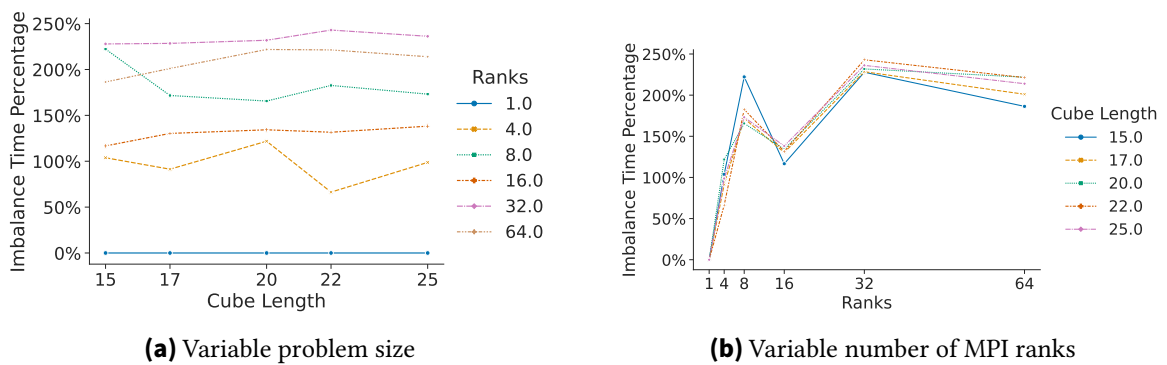 Imbalance Time Percentage
250%
200%
150%
100%
50%
0%
15 17 20 22 25
Cube Length
Ranks
1.0
4.0
8.0
16.0
32.0
64.0
(a) Variable problem size
Imbalance Time Percentage
250%
200%
150%
100%
50%
0%
1 4 8 16 32 64
Ranks
Cube Length
15.0
17.0
20.0
22.0
25.0
(b) Variable number of MPI ranks